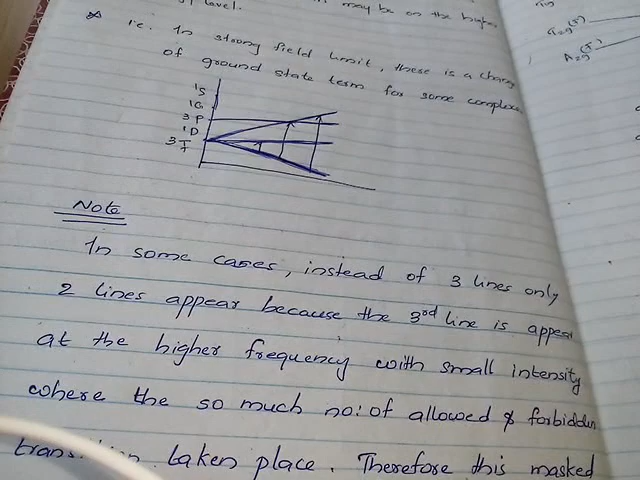 level.
may be on the higher
* i.e. In strong field limit, there is a change
of ground state term for some complexes
1S
1G
3P
1D
3F
Note
In some cases, instead of 3 lines only
2 lines appear because the 3rd line is appear
at the higher frequency with small intensity
where the so much no: of allowed & forbidden
taken place. Therefore this masked